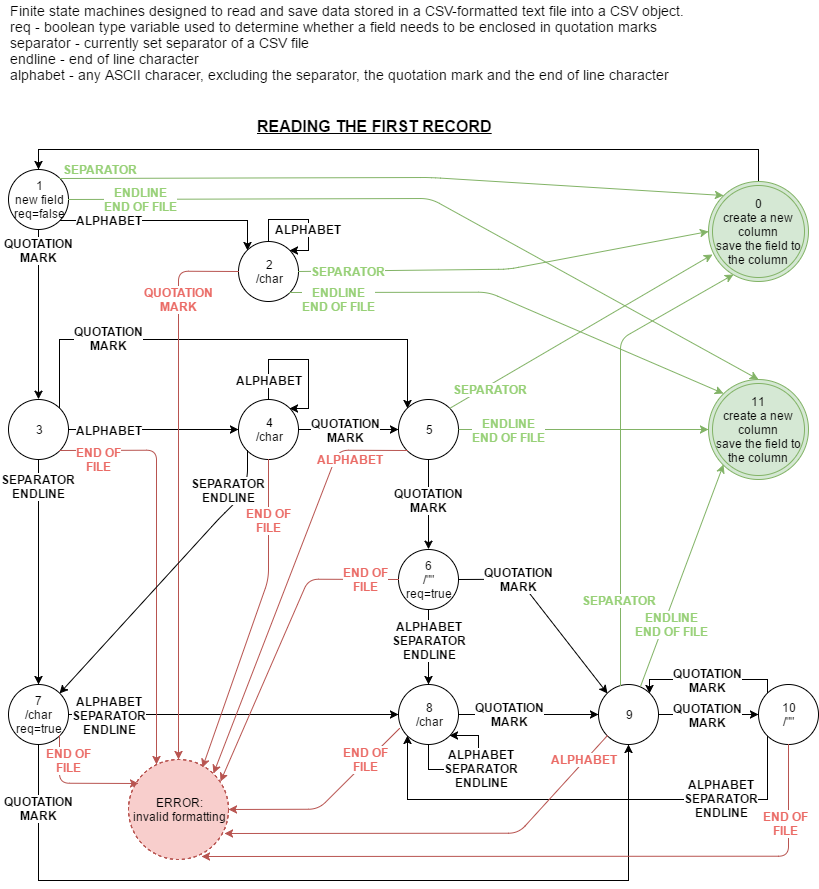 Finite state machines designed to read and save data stored in a CSV-formatted text file into a CSV object.
req - boolean type variable used to determine whether a field needs to be enclosed in quotation marks
separator - currently set separator of a CSV file
endline - end of line character
alphabet - any ASCII characer, excluding the separator, the quotation mark and the end of line character
READING THE FIRST RECORD
SEPARATOR
1
new field
req=false
ENDLINE
END OF FILE
ALPHABET
QUOTATION
MARK
0
create a new
column
save the field to
the column
ALPHABET
2
/char
SEPARATOR
QUOTATION
MARK
ENDLINE
END OF FILE
QUOTATION
MARK
ALPHABET
SEPARATOR
11
create a new
column
save the field to
the column
3
ALPHABET
4
/char
QUOTATION
MARK
5
ENDLINE
END OF FILE
END OF
FILE
ALPHABET
SEPARATOR
ENDLINE
SEPARATOR
ENDLINE
QUOTATION
MARK
END OF
FILE
END OF
FILE
6
/""
req=true
QUOTATION
MARK
SEPARATOR
ENDLINE
END OF FILE
ALPHABET
SEPARATOR
ENDLINE
QUOTATION
MARK
7
/char
req=true
ALPHABET
SEPARATOR
ENDLINE
8
/char
QUOTATION
MARK
9
QUOTATION
MARK
10
/""
END OF
FILE
END OF
FILE
ALPHABET
SEPARATOR
ENDLINE
ALPHABET
QUOTATION
MARK
ERROR:
invalid formatting
ALPHABET
SEPARATOR
ENDLINE
END OF
FILE